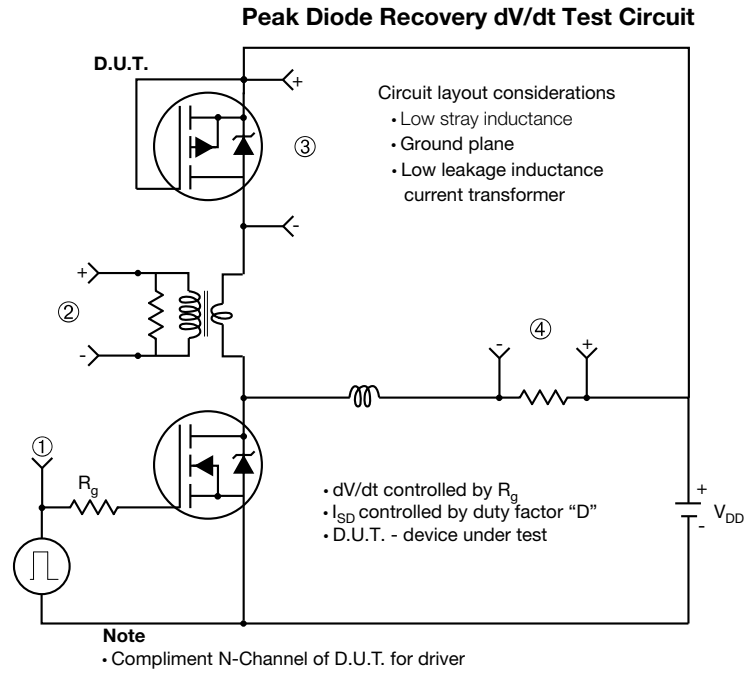 Peak Diode Recovery dV/dt Test Circuit
D.U.T.
+
Circuit layout considerations
• Low stray inductance
• Ground plane
• Low leakage inductance
current transformer
③
-
+
②
-
④
-
+
①
Rg
• dV/dt controlled by Rg
• ISD controlled by duty factor “D”
• D.U.T. - device under test
+
VDD
-
Note
• Compliment N-Channel of D.U.T. for driver